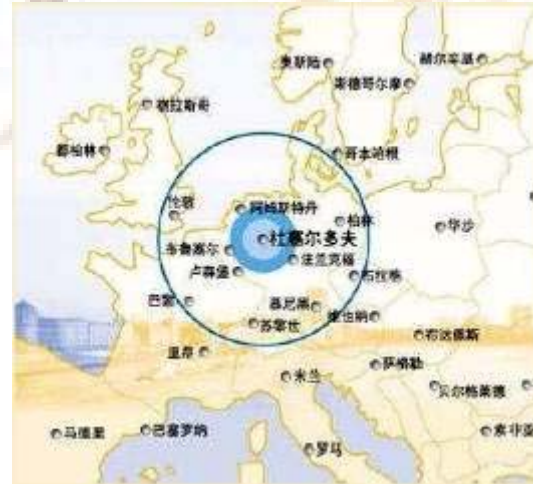 奥斯陆
赫尔辛基
斯德哥尔摩
格拉斯哥
都柏林
哥本哈根
伦敦
阿姆斯特丹
柏林
华沙
杜塞尔多夫
布鲁塞尔
法兰克福
卢森堡
布拉格
巴黎
慕尼黑
维也纳
苏黎世
布达佩斯
里昂
萨格勒
米兰
贝尔格莱德
马德里
巴塞罗纳
索非亚
罗马